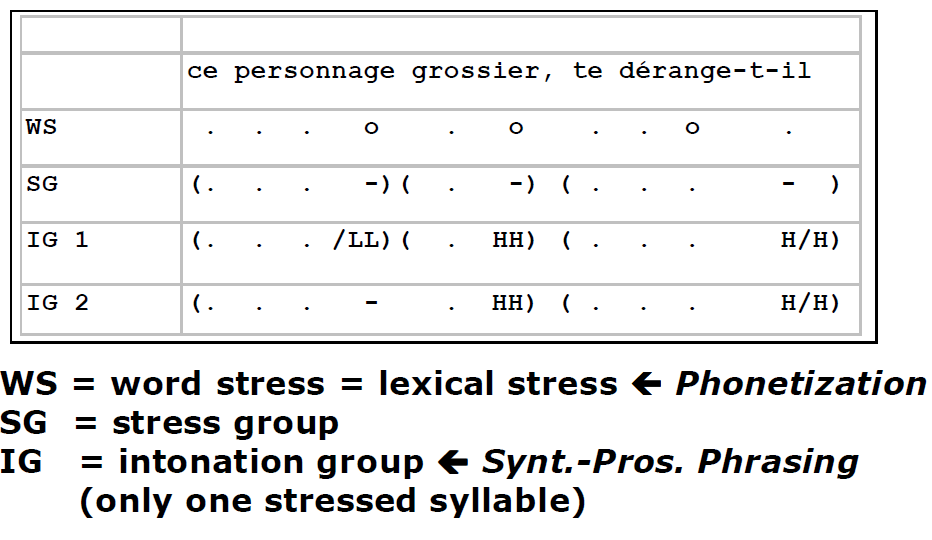 ce personnage grossier, te dérange-t-il
WS . . . o . o . . o .
SG (. . . -)( . -) ( . . . - )
IG 1 (. . . /LL)( . HH) ( . . . H/H)
IG 2 (. . . - . HH) ( . . . H/H)
WS = word stress = lexical stress 🡨 Phonetization
SG = stress group
IG = intonation group 🡨 Synt.-Pros. Phrasing
(only one stressed syllable)